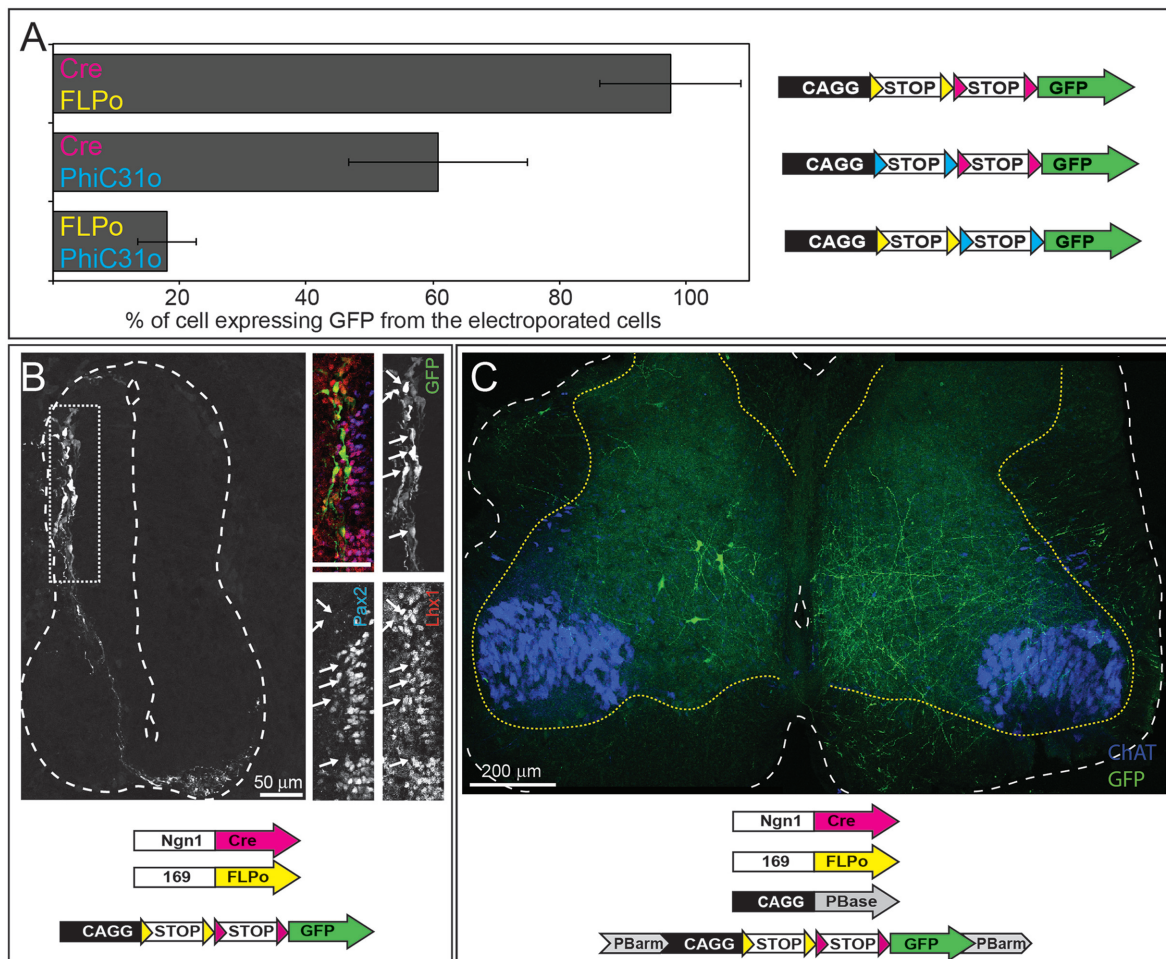 A
Cre
FLPo
Cre
PhiC31o
FLPo
PhiC31o
20 40 60 80 100
% of cell expressing GFP from the electroporated cells
CAGG STOP STOP GFP
CAGG STOP STOP GFP
CAGG STOP STOP GFP
B
GFP
Pax2
Lhx1
50 μm
Ngn1 Cre
169 FLPo
CAGG STOP STOP GFP
C
ChAT
GFP
200 μm
Ngn1 Cre
169 FLPo
CAGG PBase
PBarm CAGG STOP STOP GFP PBarm